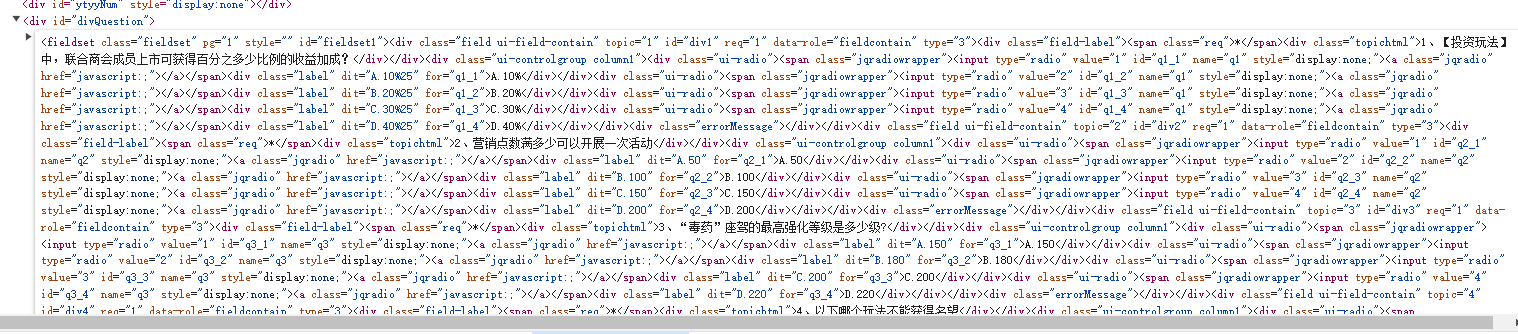 <div id="ytyyNum" style="display:none"></div>
▼<div id="divQuestion">
▶<fieldset class="fieldset" pg="1" style="" id="fieldset1"><div class="field ui-field-contain" topic="1" id="div1" req="1" data-role="fieldcontain" type="3"><div class="field-label"><span class="req">*</span><div class="topichtml">1、【投资玩法】
中，联合商会成员上市可获得百分之多少比例的收益加成？</div></div><div class="ui-controlgroup column1"><div class="ui-radio"><span class="jqradiowrapper"><input type="radio" value="1" id="q1_1" name="q1" style="display:none;"><a class="jqradio"
href="javascript:;"></a></span><div class="label" dit="A.10%25" for="q1_1">A.10%</div></div><div class="ui-radio"><span class="jqradiowrapper"><input type="radio" value="2" id="q1_2" name="q1" style="display:none;"><a class="jqradio"
href="javascript:;"></a></span><div class="label" dit="B.20%25" for="q1_2">B.20%</div></div><div class="ui-radio"><span class="jqradiowrapper"><input type="radio" value="3" id="q1_3" name="q1" style="display:none;"><a class="jqradio"
href="javascript:;"></a></span><div class="label" dit="C.30%25" for="q1_3">C.30%</div></div><div class="ui-radio"><span class="jqradiowrapper"><input type="radio" value="4" id="q1_4" name="q1" style="display:none;"><a class="jqradio"
href="javascript:;"></a></span><div class="label" dit="D.40%25" for="q1_4">D.40%</div></div></div><div class="errorMessage"></div></div><div class="field ui-field-contain" topic="2" id="div2" req="1" data-role="fieldcontain" type="3"><div
class="field-label"><span class="req">*</span><div class="topichtml">2、营销点数满多少可以开展一次活动</div></div><div class="ui-controlgroup column1"><div class="ui-radio"><span class="jqradiowrapper"><input type="radio" value="1" id="q2_1"
name="q2" style="display:none;"><a class="jqradio" href="javascript:;"></a></span><div class="label" dit="A.50" for="q2_1">A.50</div></div><div class="ui-radio"><span class="jqradiowrapper"><input type="radio" value="2" id="q2_2" name="q2"
style="display:none;"><a class="jqradio" href="javascript:;"></a></span><div class="label" dit="B.100" for="q2_2">B.100</div></div><div class="ui-radio"><span class="jqradiowrapper"><input type="radio" value="3" id="q2_3" name="q2"
style="display:none;"><a class="jqradio" href="javascript:;"></a></span><div class="label" dit="C.150" for="q2_3">C.150</div></div><div class="ui-radio"><span class="jqradiowrapper"><input type="radio" value="4" id="q2_4" name="q2"
style="display:none;"><a class="jqradio" href="javascript:;"></a></span><div class="label" dit="D.200" for="q2_4">D.200</div></div></div><div class="errorMessage"></div></div><div class="field ui-field-contain" topic="3" id="div3" req="1" data-
role="fieldcontain" type="3"><div class="field-label"><span class="req">*</span><div class="topichtml">3、“毒药”座驾的最高强化等级是多少级?</div></div><div class="ui-controlgroup column1"><div class="ui-radio"><span class="jqradiowrapper">
<input type="radio" value="1" id="q3_1" name="q3" style="display:none;"><a class="jqradio" href="javascript:;"></a></span><div class="label" dit="A.150" for="q3_1">A.150</div></div><div class="ui-radio"><span class="jqradiowrapper"><input
type="radio" value="2" id="q3_2" name="q3" style="display:none;"><a class="jqradio" href="javascript:;"></a></span><div class="label" dit="B.180" for="q3_2">B.180</div></div><div class="ui-radio"><span class="jqradiowrapper"><input type="radio"
value="3" id="q3_3" name="q3" style="display:none;"><a class="jqradio" href="javascript:;"></a></span><div class="label" dit="C.200" for="q3_3">C.200</div></div><div class="ui-radio"><span class="jqradiowrapper"><input type="radio" value="4"
id="q3_4" name="q3" style="display:none;"><a class="jqradio" href="javascript:;"></a></span><div class="label" dit="D.220" for="q3_4">D.220</div></div></div><div class="errorMessage"></div></div><div class="field ui-field-contain" topic="4"
id="div4" req="1" data-role="fieldcontain" type="3"><div class="field-label"><span class="req">*</span><div class="topichtml">4、以下哪个玩法不能获得名望</div></div><div class="ui-controlgroup column1"><div class="ui-radio"><span